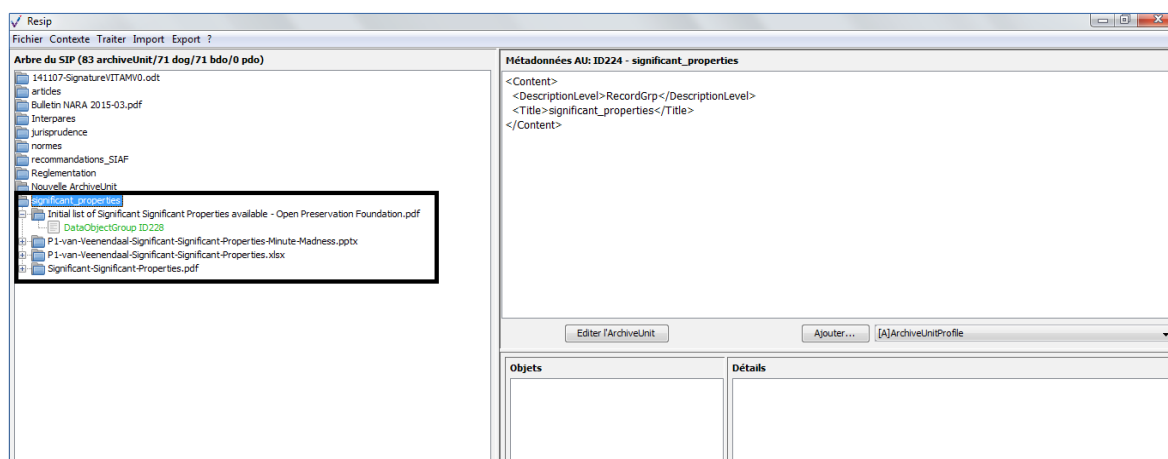 Resip
Fichier Contexte Traiter Import Export ?
Arbre du SIP (83 archiveUnit/71 dog/71 bdo/0 pdo)
141107-SignatureVITAMV0.odt
articles
Bulletin NARA 2015-03.pdf
Interpares
jurisprudence
normes
recommandations_SIAF
Reglementation
Nouvelle ArchiveUnit
significant_properties
Initial list of Significant Significant Properties available - Open Preservation Foundation.pdf
DataObjectGroup ID228
P1-van-Veenendaal-Significant-Significant-Properties-Minute-Madness.pptx
P1-van-Veenendaal-Significant-Significant-Properties.xlsx
Significant-Significant-Properties.pdf
Métadonnées AU: ID224 - significant_properties
<Content>
<DescriptionLevel>RecordGrp</DescriptionLevel>
<Title>significant_properties</Title>
</Content>
Editer l'ArchiveUnit
Ajouter...
[A]ArchiveUnitProfile
Objets
Détails